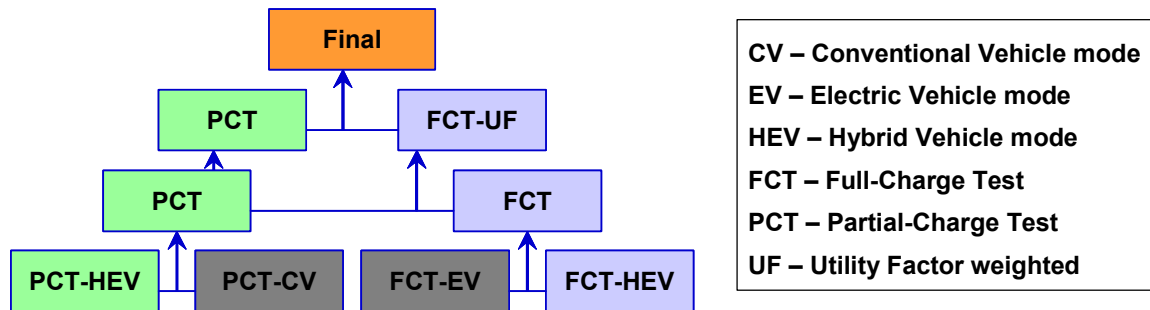 Final
PCT
FCT-UF
PCT
FCT
PCT-HEV
PCT-CV
FCT-EV
FCT-HEV
CV – Conventional Vehicle mode
EV – Electric Vehicle mode
HEV – Hybrid Vehicle mode
FCT – Full-Charge Test
PCT – Partial-Charge Test
UF – Utility Factor weighted